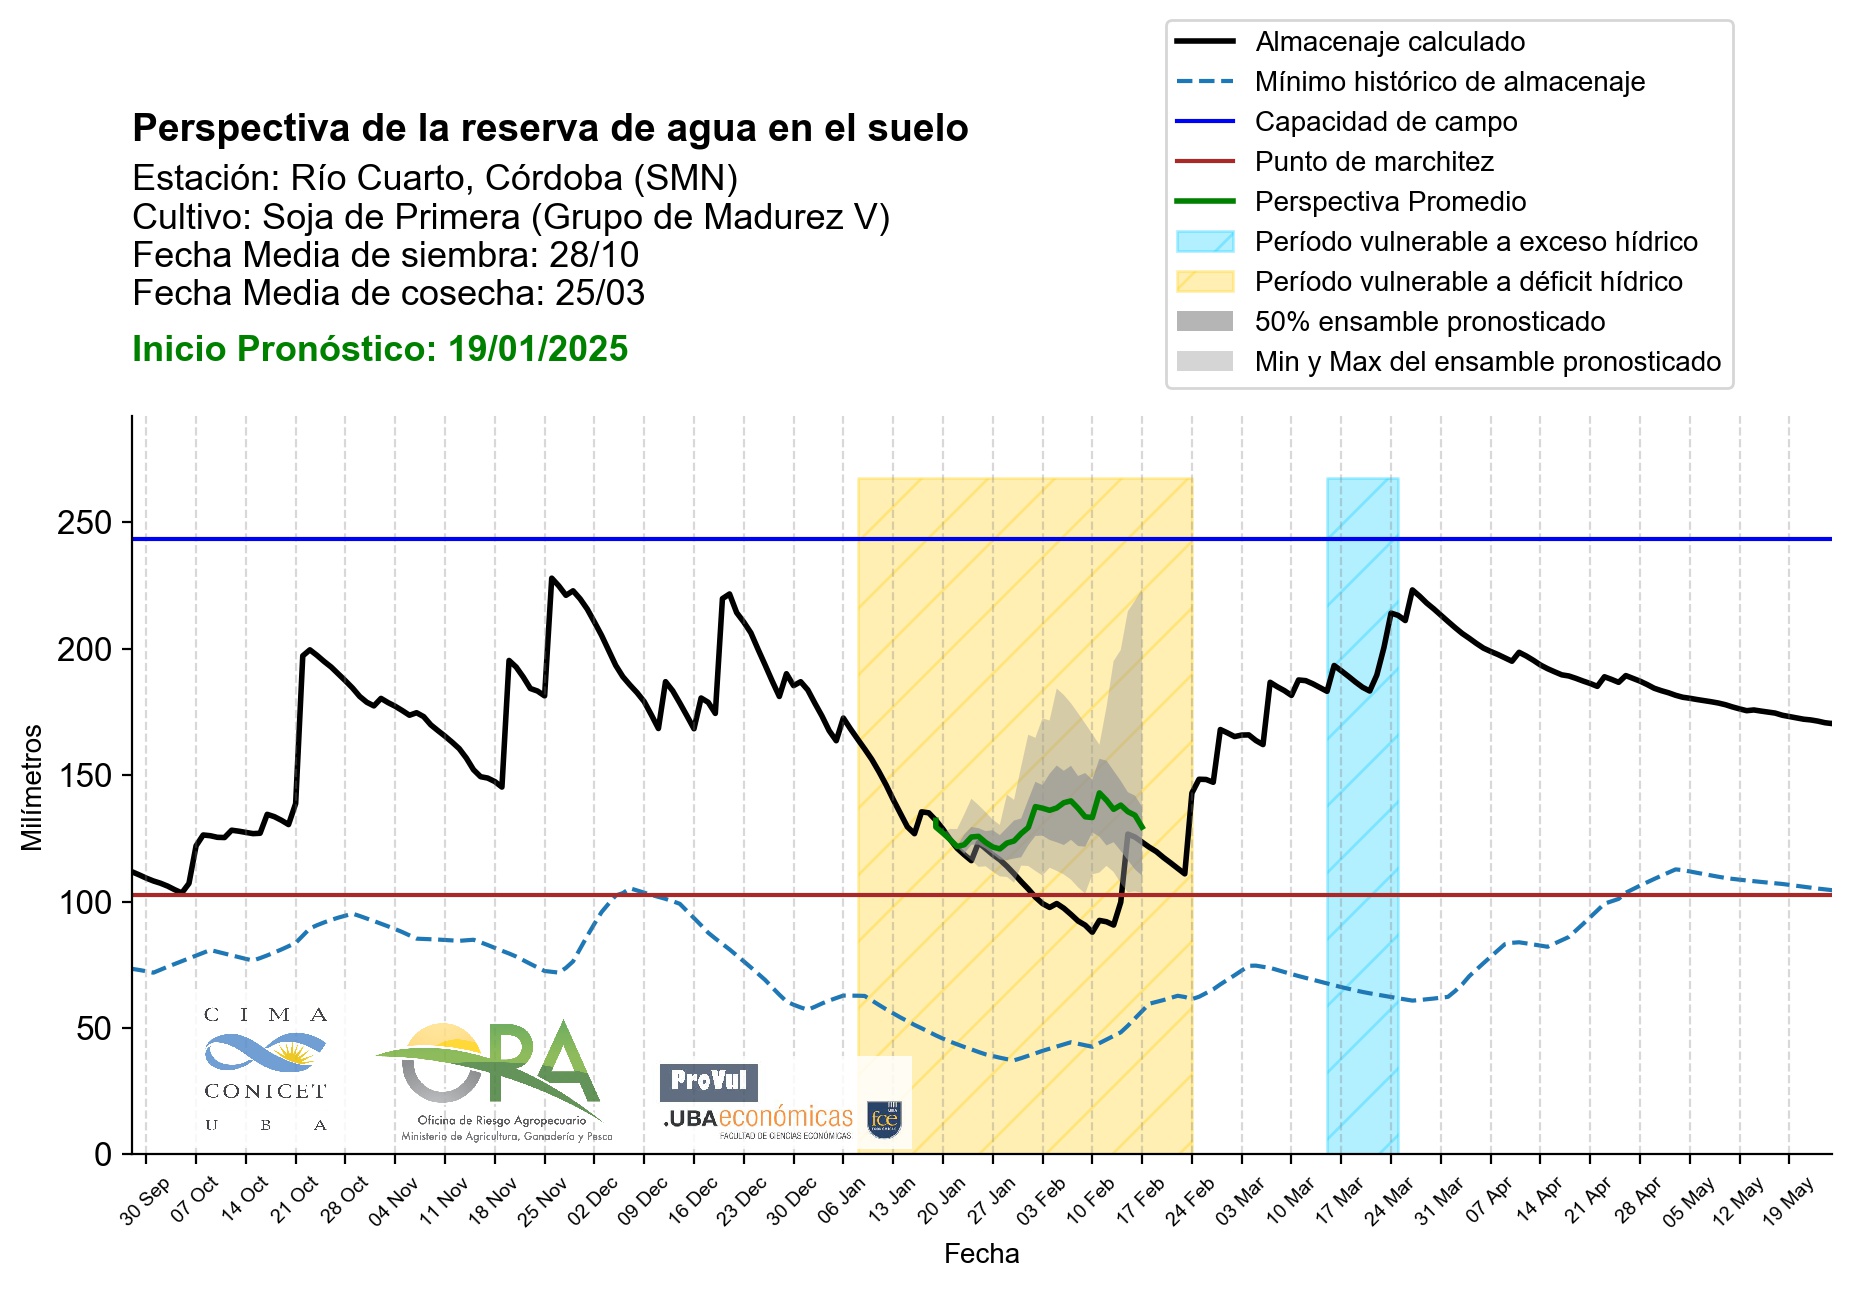 Almacenaje calculado
Mínimo histórico de almacenaje
Capacidad de campo
Punto de marchitez
Perspectiva Promedio
Período vulnerable a exceso hídrico
Período vulnerable a déficit hídrico
50% ensamble pronosticado
Min y Max del ensamble pronosticado
Perspectiva de la reserva de agua en el suelo
Estación: Río Cuarto, Córdoba (SMN)
Cultivo: Soja de Primera (Grupo de Madurez V)
Fecha Media de siembra: 28/10
Fecha Media de cosecha: 25/03
Inicio Pronóstico: 19/01/2025
250
200
150
100
50
0
Milímetros
CIMA
CONICET
UBA
ORA
Oficina de Riesgo Agropecuario
Ministerio de Agricultura, Ganadería y Pesca
ProVul
.UBAeconómicas
FACULTAD DE CIENCIAS ECONÓMICAS
UBA
fce
ECONÓMICAS
30 Sep
07 Oct
14 Oct
21 Oct
28 Oct
04 Nov
11 Nov
18 Nov
25 Nov
02 Dec
09 Dec
16 Dec
23 Dec
30 Dec
06 Jan
13 Jan
20 Jan
27 Jan
03 Feb
10 Feb
17 Feb
24 Feb
03 Mar
10 Mar
17 Mar
24 Mar
31 Mar
07 Apr
14 Apr
21 Apr
28 Apr
05 May
12 May
19 May
Fecha